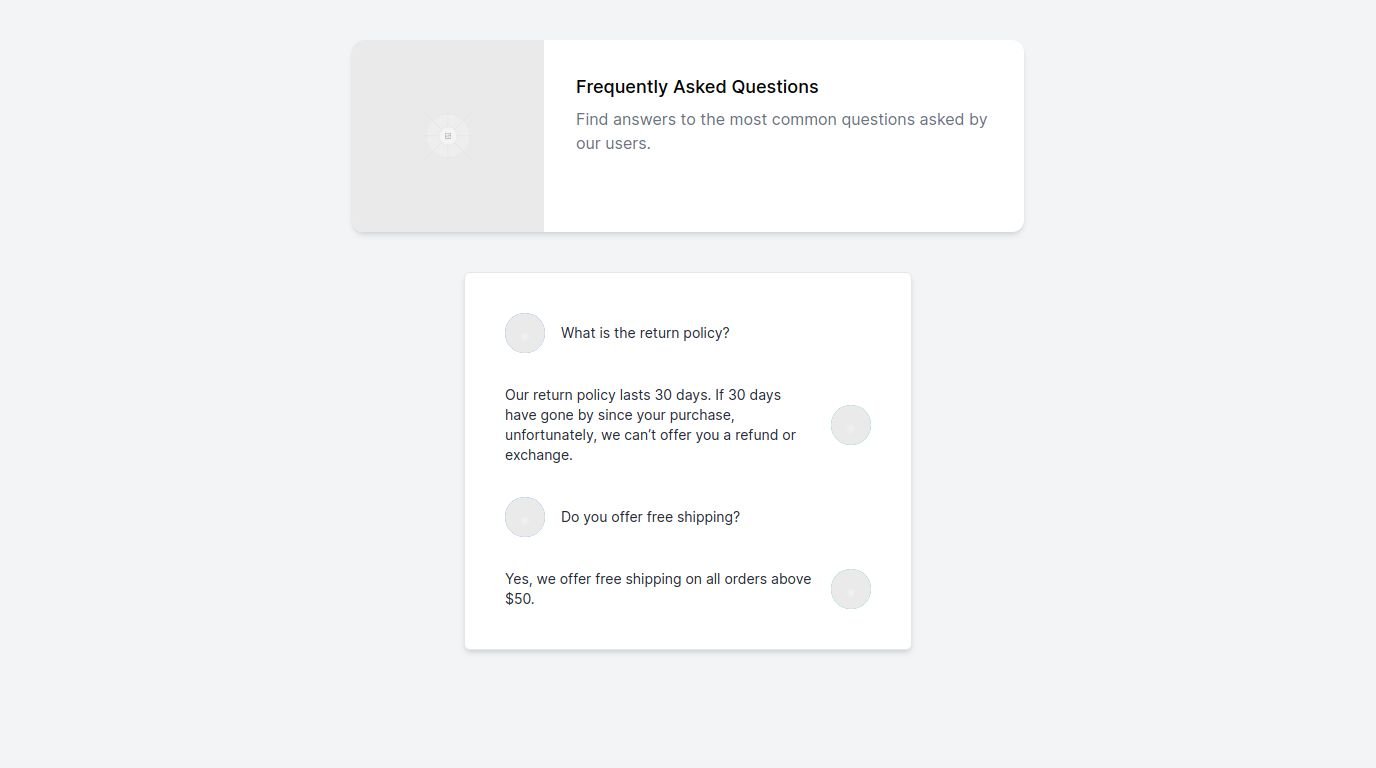 Frequently Asked Questions
Find answers to the most common questions asked by
our users.
What is the return policy?
Our return policy lasts 30 days. If 30 days
have gone by since your purchase,
unfortunately, we can’t offer you a refund or
exchange.
Do you offer free shipping?
Yes, we offer free shipping on all orders above
$50.